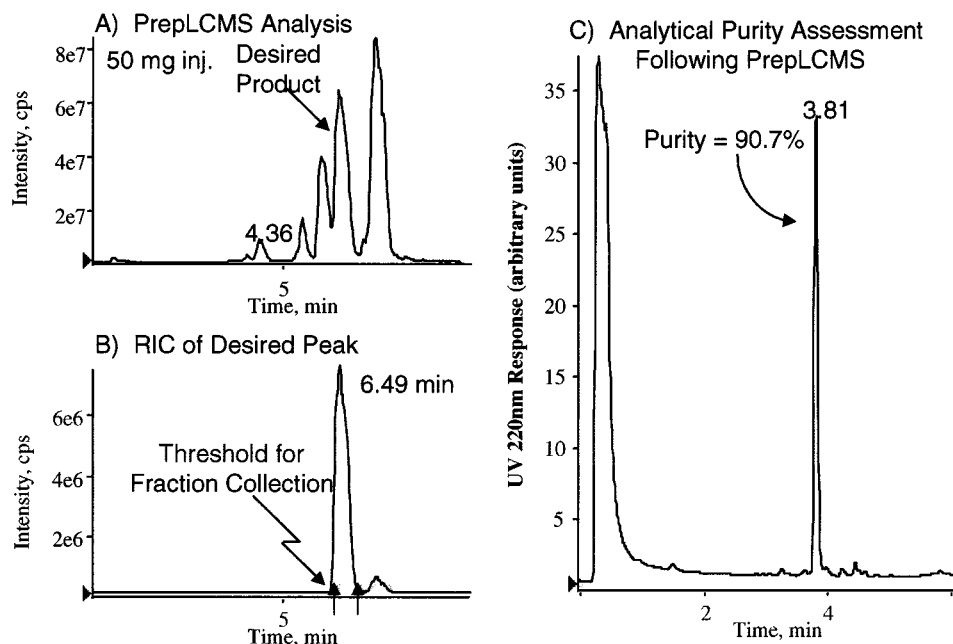 A) PrepLCMS Analysis
50 mg inj.
Desired
Product
4.36
8e7
6e7
4e7
2e7
Intensity, cps
5
Time, min
B) RIC of Desired Peak
6.49 min
Threshold for
Fraction Collection
6e6
4e6
2e6
Intensity, cps
5
Time, min
C) Analytical Purity Assessment
Following PrepLCMS
3.81
Purity = 90.7%
35
30
25
20
15
10
5
UV 220nm Response (arbitrary units)
2
4
Time, min